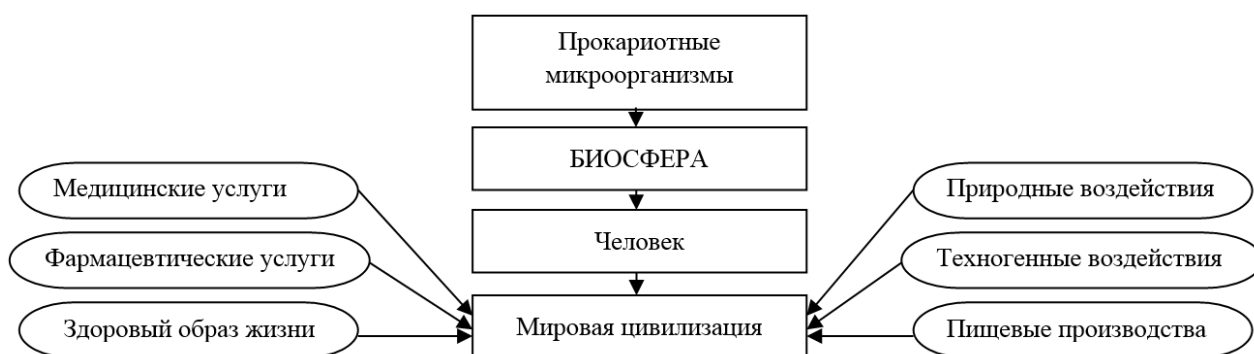 Прокариотные
микроорганизмы
БИОСФЕРА
Медицинские услуги
Природные воздействия
Человек
Фармацевтические услуги
Техногенные воздействия
Мировая цивилизация
Здоровый образ жизни
Пищевые производства